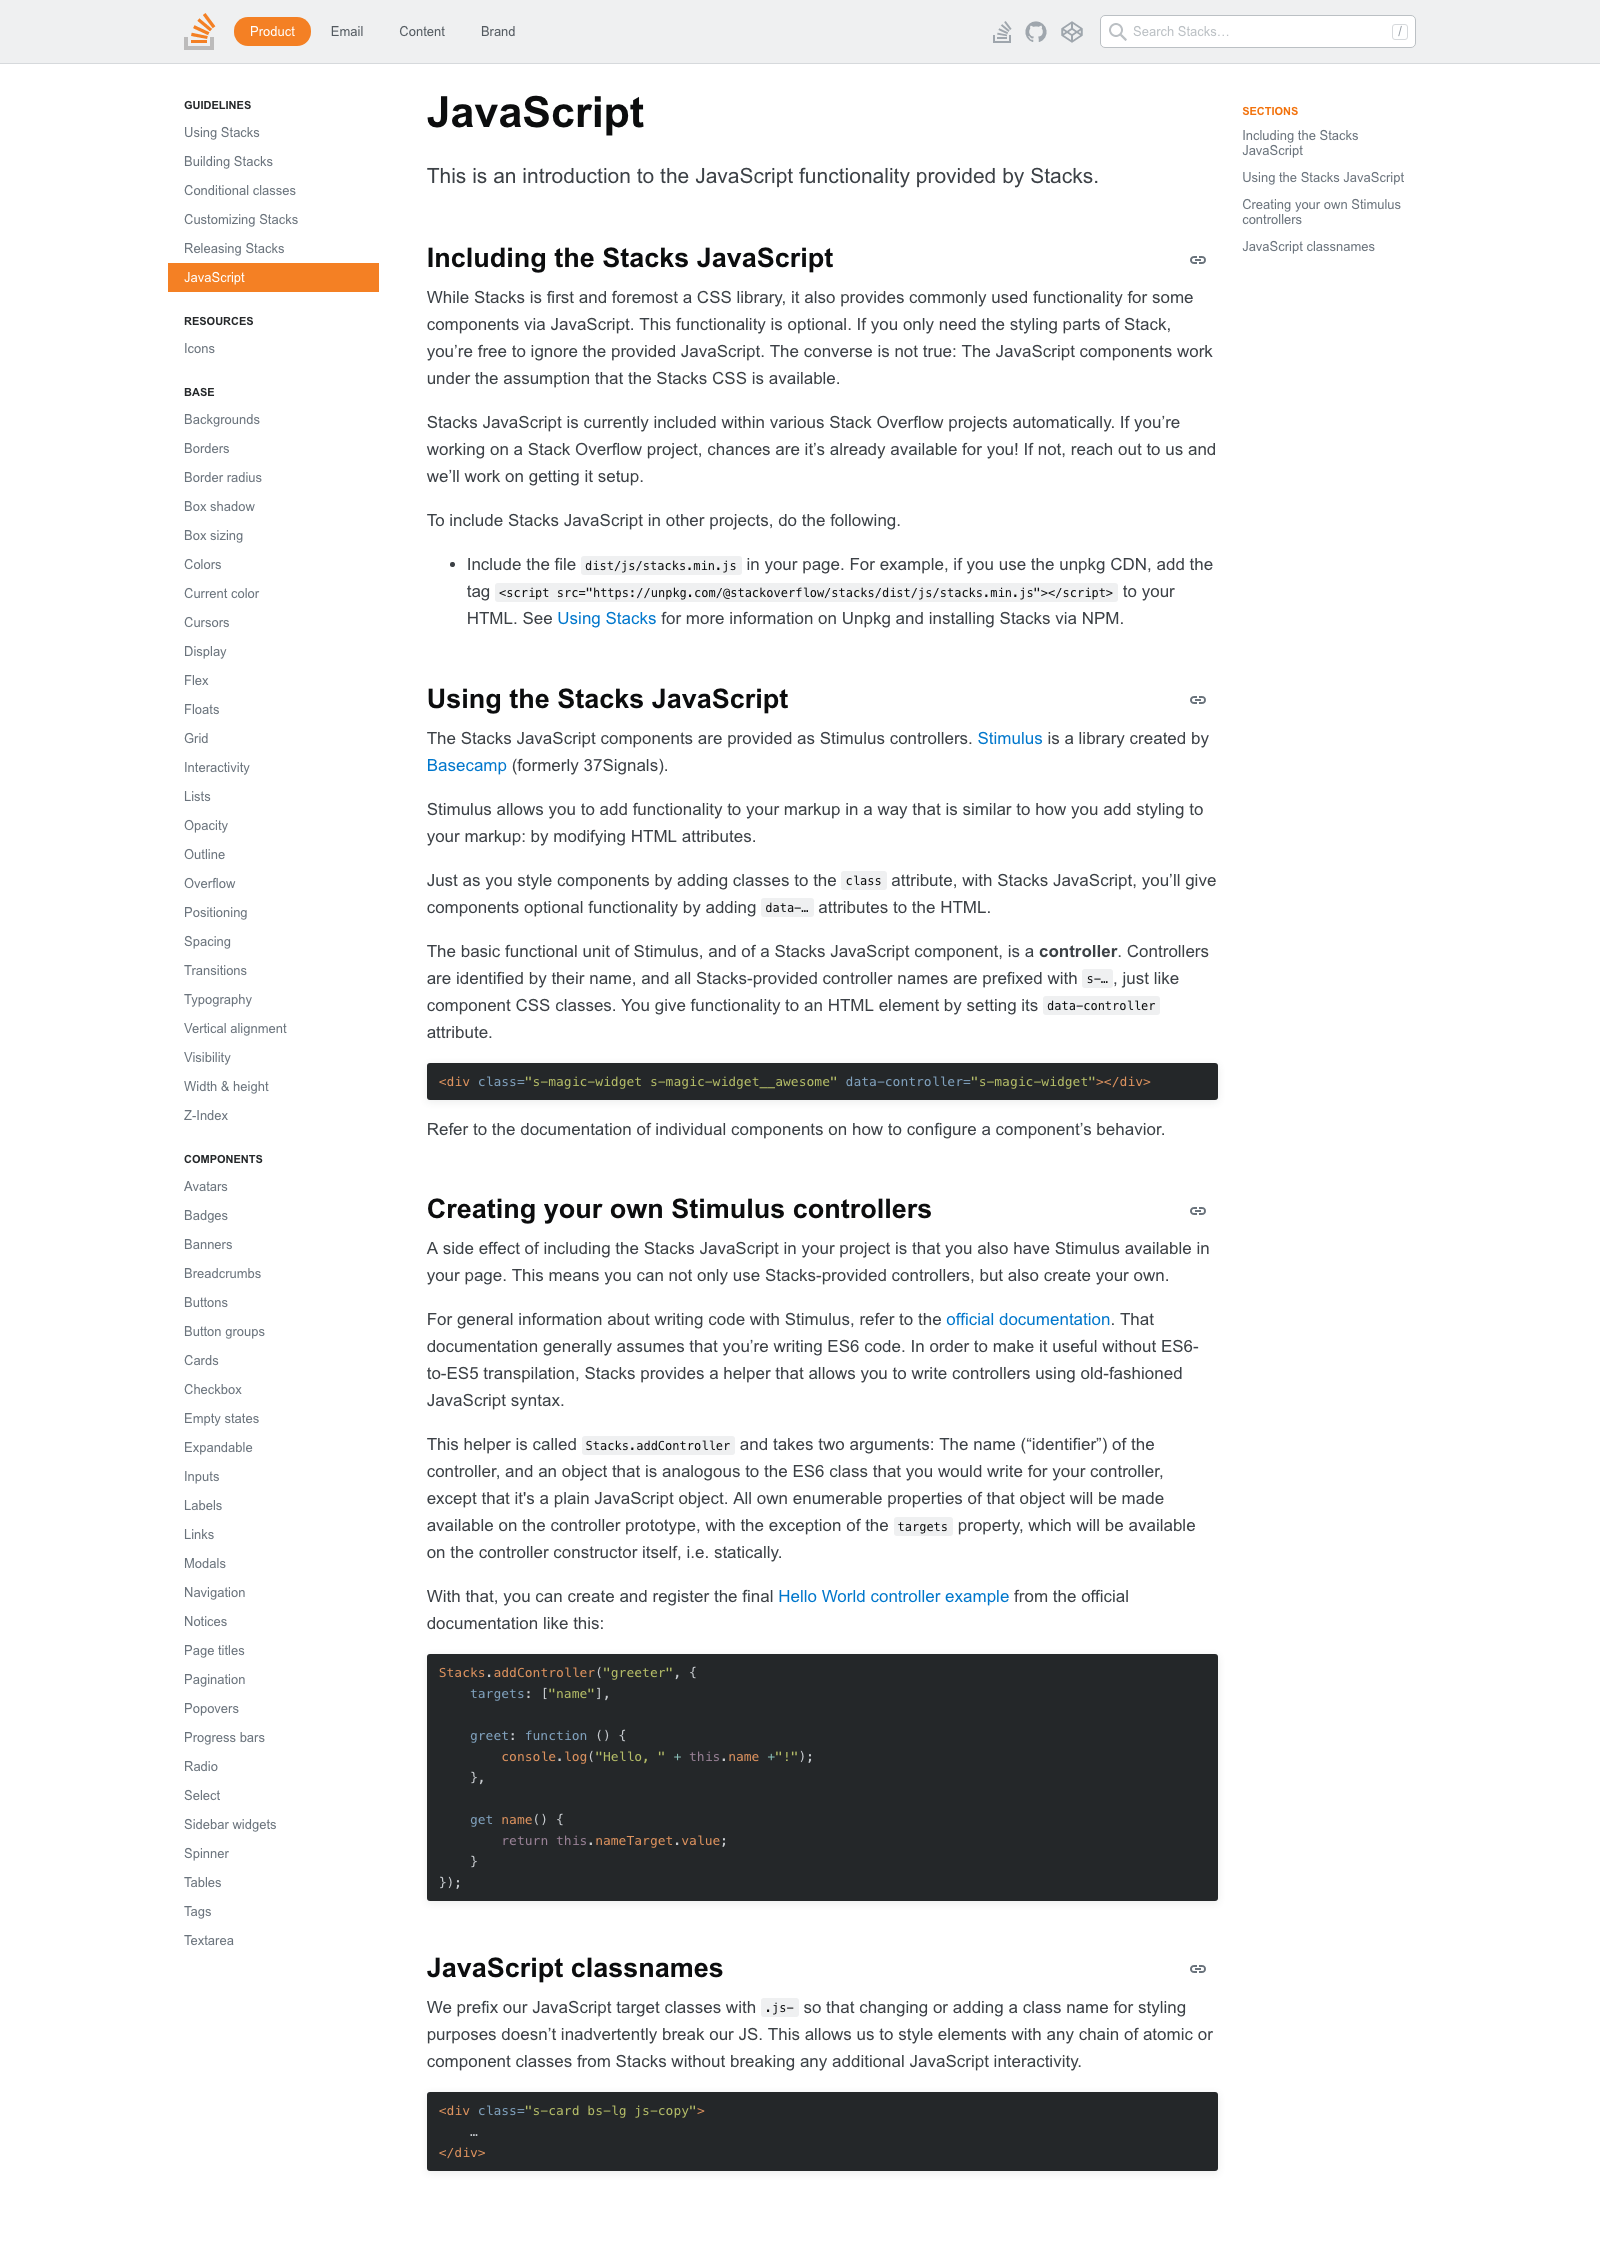 Product
Email
Content
Brand
Search Stacks…
/
GUIDELINES
Using Stacks
Building Stacks
Conditional classes
Customizing Stacks
Releasing Stacks
JavaScript
RESOURCES
Icons
BASE
Backgrounds
Borders
Border radius
Box shadow
Box sizing
Colors
Current color
Cursors
Display
Flex
Floats
Grid
Interactivity
Lists
Opacity
Outline
Overflow
Positioning
Spacing
Transitions
Typography
Vertical alignment
Visibility
Width & height
Z-Index
COMPONENTS
Avatars
Badges
Banners
Breadcrumbs
Buttons
Button groups
Cards
Checkbox
Empty states
Expandable
Inputs
Labels
Links
Modals
Navigation
Notices
Page titles
Pagination
Popovers
Progress bars
Radio
Select
Sidebar widgets
Spinner
Tables
Tags
Textarea
JavaScript
This is an introduction to the JavaScript functionality provided by Stacks.
Including the Stacks JavaScript
While Stacks is first and foremost a CSS library, it also provides commonly used functionality for some
components via JavaScript. This functionality is optional. If you only need the styling parts of Stack,
you’re free to ignore the provided JavaScript. The converse is not true: The JavaScript components work
under the assumption that the Stacks CSS is available.
Stacks JavaScript is currently included within various Stack Overflow projects automatically. If you’re
working on a Stack Overflow project, chances are it’s already available for you! If not, reach out to us and
we’ll work on getting it setup.
To include Stacks JavaScript in other projects, do the following.
• Include the file dist/js/stacks.min.js in your page. For example, if you use the unpkg CDN, add the
tag <script src="https://unpkg.com/@stackoverflow/stacks/dist/js/stacks.min.js"></script> to your
HTML. See Using Stacks for more information on Unpkg and installing Stacks via NPM.
Using the Stacks JavaScript
The Stacks JavaScript components are provided as Stimulus controllers. Stimulus is a library created by
Basecamp (formerly 37Signals).
Stimulus allows you to add functionality to your markup in a way that is similar to how you add styling to
your markup: by modifying HTML attributes.
Just as you style components by adding classes to the class attribute, with Stacks JavaScript, you’ll give
components optional functionality by adding data-… attributes to the HTML.
The basic functional unit of Stimulus, and of a Stacks JavaScript component, is a controller. Controllers
are identified by their name, and all Stacks-provided controller names are prefixed with s-…, just like
component CSS classes. You give functionality to an HTML element by setting its data-controller
attribute.
<div class="s-magic-widget s-magic-widget__awesome" data-controller="s-magic-widget"></div>
Refer to the documentation of individual components on how to configure a component’s behavior.
Creating your own Stimulus controllers
A side effect of including the Stacks JavaScript in your project is that you also have Stimulus available in
your page. This means you can not only use Stacks-provided controllers, but also create your own.
For general information about writing code with Stimulus, refer to the official documentation. That
documentation generally assumes that you’re writing ES6 code. In order to make it useful without ES6-
to-ES5 transpilation, Stacks provides a helper that allows you to write controllers using old-fashioned
JavaScript syntax.
This helper is called Stacks.addController and takes two arguments: The name (“identifier”) of the
controller, and an object that is analogous to the ES6 class that you would write for your controller,
except that it's a plain JavaScript object. All own enumerable properties of that object will be made
available on the controller prototype, with the exception of the targets property, which will be available
on the controller constructor itself, i.e. statically.
With that, you can create and register the final Hello World controller example from the official
documentation like this:
Stacks.addController("greeter", {
    targets: ["name"],
    greet: function () {
        console.log("Hello, " + this.name +"!");
    },
    get name() {
        return this.nameTarget.value;
    }
});
JavaScript classnames
We prefix our JavaScript target classes with .js- so that changing or adding a class name for styling
purposes doesn’t inadvertently break our JS. This allows us to style elements with any chain of atomic or
component classes from Stacks without breaking any additional JavaScript interactivity.
<div class="s-card bs-lg js-copy">
    …
</div>
SECTIONS
Including the Stacks
JavaScript
Using the Stacks JavaScript
Creating your own Stimulus
controllers
JavaScript classnames